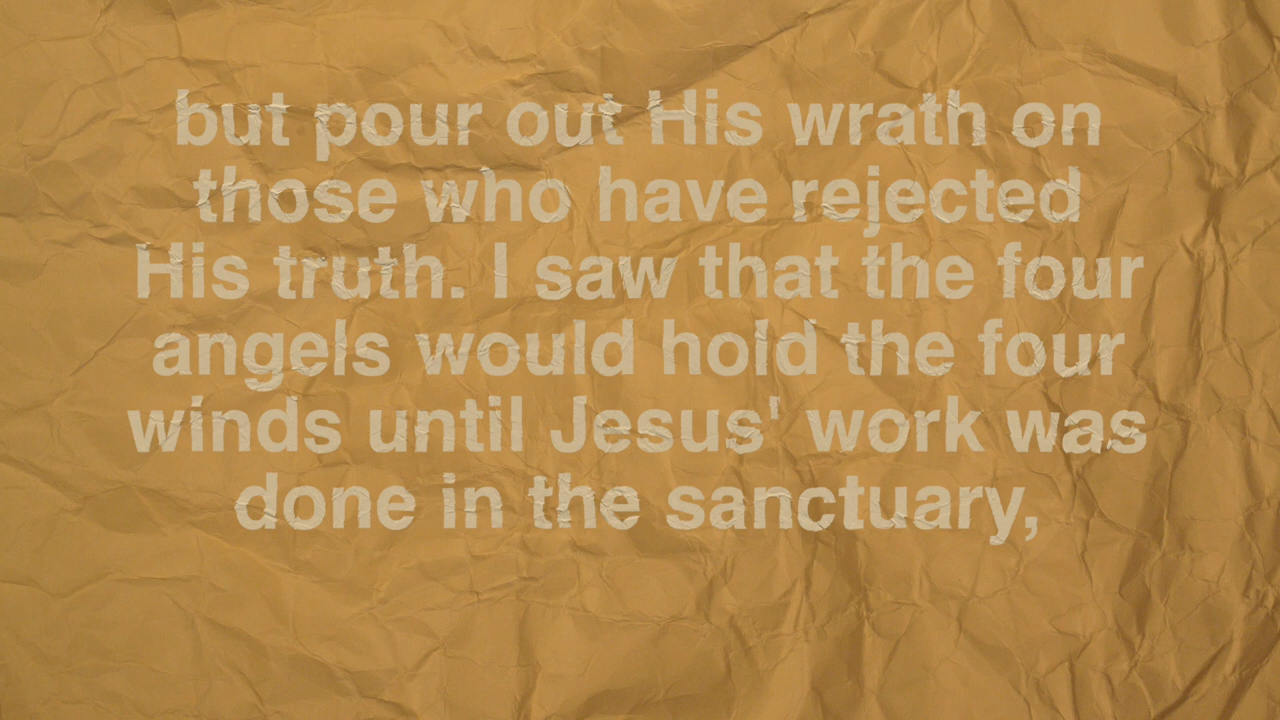 but pour out His wrath on
those who have rejected
His truth. I saw that the four
angels would hold the four
winds until Jesus' work was
done in the sanctuary,